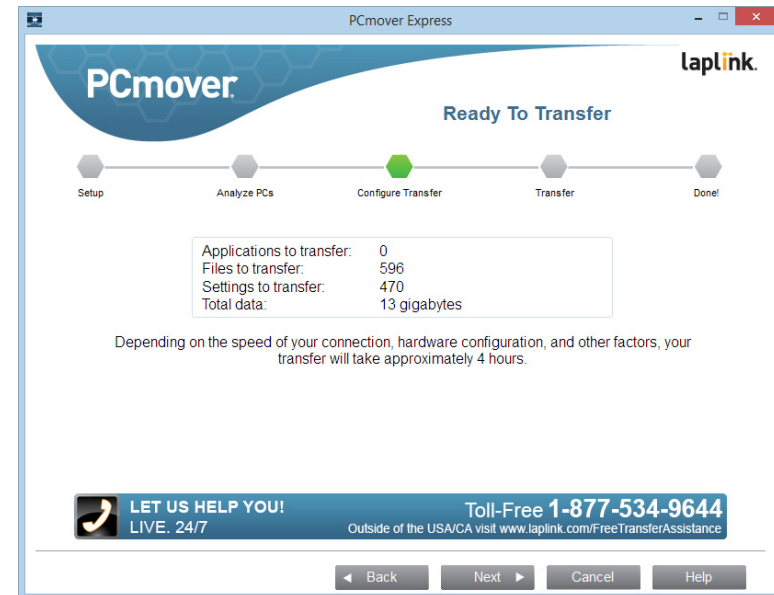 PCmover Express
PCmover.
laplink.
Ready To Transfer
Setup
Analyze PCs
Configure Transfer
Transfer
Done!
Applications to transfer: 0
Files to transfer: 596
Settings to transfer: 470
Total data: 13 gigabytes
Depending on the speed of your connection, hardware configuration, and other factors, your
transfer will take approximately 4 hours.
LET US HELP YOU!
LIVE. 24/7
Toll-Free 1-877-534-9644
Outside of the USA/CA visit www.laplink.com/FreeTransferAssistance
Back
Next
Cancel
Help